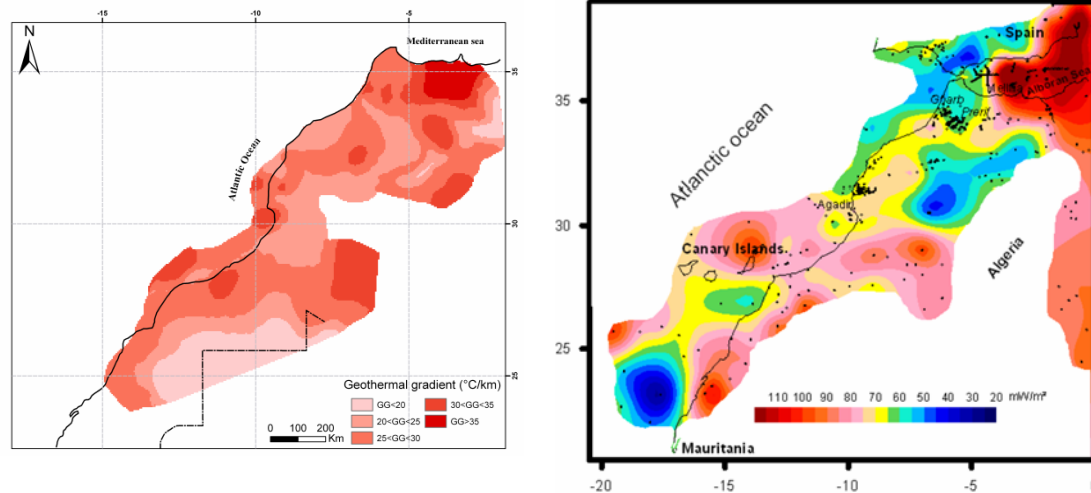 N
-15
-10
-5
Mediterranean sea
35
Atlantic Ocean
30
25
Geothermal gradient (°C/km)
GG<20
20<GG<25
25<GG<30
30<GG<35
GG>35
0 100 200
Km
Spain
Alboran Sea
Gharb
Prerif
35
Atlanctic ocean
Agadir
30
Canary Islands
Algeria
25
110 100 90 80 70 60 50 40 30 20
mW/m²
Mauritania
-20
-15
-10
-5